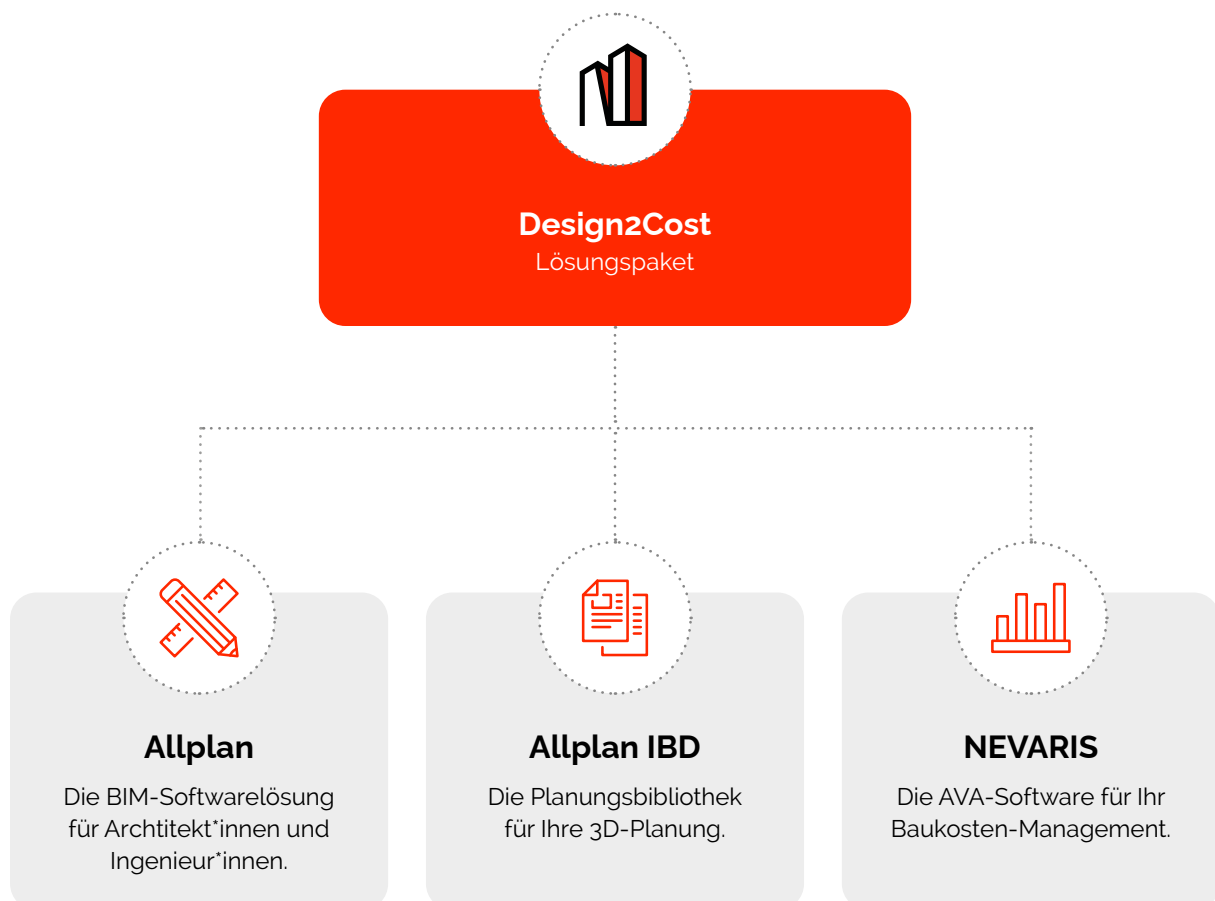 Design2Cost
Lösungspaket
Allplan
Die BIM-Softwarelösung
für Archtitekt*innen und
Ingenieur*innen.
Allplan IBD
Die Planungsbibliothek
für Ihre 3D-Planung.
NEVARIS
Die AVA-Software für Ihr
Baukosten-Management.